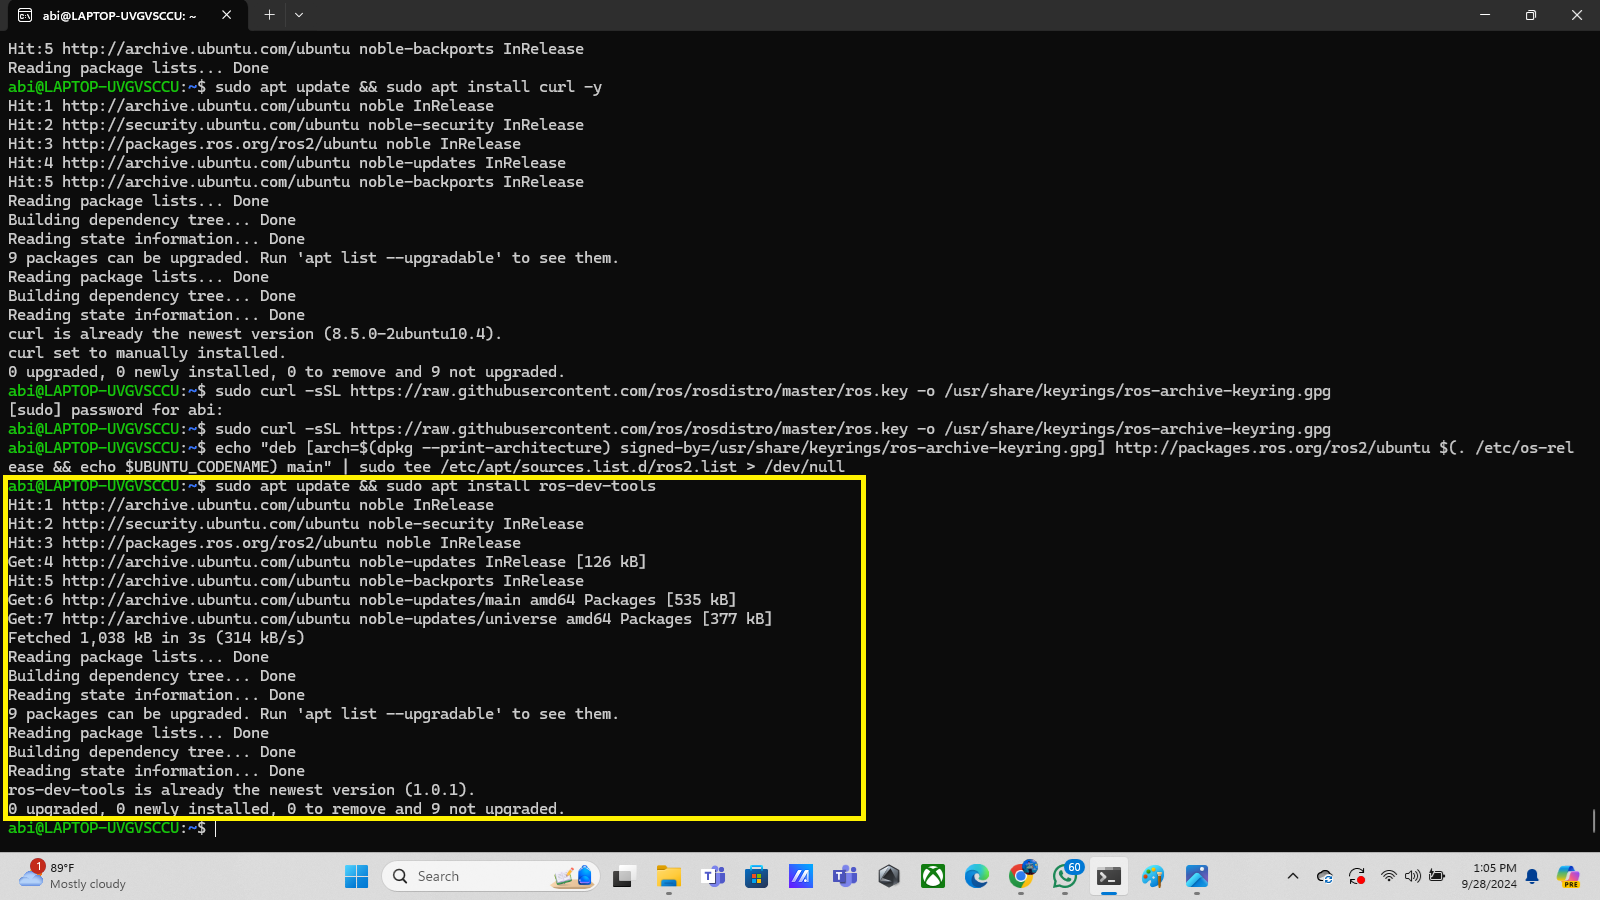 abi@LAPTOP-UVGVSCCU: ~
Hit:5 http://archive.ubuntu.com/ubuntu noble-backports InRelease
Reading package lists... Done
abi@LAPTOP-UVGVSCCU:~$ sudo apt update && sudo apt install curl -y
Hit:1 http://archive.ubuntu.com/ubuntu noble InRelease
Hit:2 http://security.ubuntu.com/ubuntu noble-security InRelease
Hit:3 http://packages.ros.org/ros2/ubuntu noble InRelease
Hit:4 http://archive.ubuntu.com/ubuntu noble-updates InRelease
Hit:5 http://archive.ubuntu.com/ubuntu noble-backports InRelease
Reading package lists... Done
Building dependency tree... Done
Reading state information... Done
9 packages can be upgraded. Run 'apt list --upgradable' to see them.
Reading package lists... Done
Building dependency tree... Done
Reading state information... Done
curl is already the newest version (8.5.0-2ubuntu10.4).
curl set to manually installed.
0 upgraded, 0 newly installed, 0 to remove and 9 not upgraded.
abi@LAPTOP-UVGVSCCU:~$ sudo curl -sSL https://raw.githubusercontent.com/ros/rosdistro/master/ros.key -o /usr/share/keyrings/ros-archive-keyring.gpg
[sudo] password for abi:
abi@LAPTOP-UVGVSCCU:~$ sudo curl -sSL https://raw.githubusercontent.com/ros/rosdistro/master/ros.key -o /usr/share/keyrings/ros-archive-keyring.gpg
abi@LAPTOP-UVGVSCCU:~$ echo "deb [arch=$(dpkg --print-architecture) signed-by=/usr/share/keyrings/ros-archive-keyring.gpg] http://packages.ros.org/ros2/ubuntu $(. /etc/os-rel
ease && echo $UBUNTU_CODENAME) main" | sudo tee /etc/apt/sources.list.d/ros2.list > /dev/null
abi@LAPTOP-UVGVSCCU:~$ sudo apt update && sudo apt install ros-dev-tools
Hit:1 http://archive.ubuntu.com/ubuntu noble InRelease
Hit:2 http://security.ubuntu.com/ubuntu noble-security InRelease
Hit:3 http://packages.ros.org/ros2/ubuntu noble InRelease
Get:4 http://archive.ubuntu.com/ubuntu noble-updates InRelease [126 kB]
Hit:5 http://archive.ubuntu.com/ubuntu noble-backports InRelease
Get:6 http://archive.ubuntu.com/ubuntu noble-updates/main amd64 Packages [535 kB]
Get:7 http://archive.ubuntu.com/ubuntu noble-updates/universe amd64 Packages [377 kB]
Fetched 1,038 kB in 3s (314 kB/s)
Reading package lists... Done
Building dependency tree... Done
Reading state information... Done
9 packages can be upgraded. Run 'apt list --upgradable' to see them.
Reading package lists... Done
Building dependency tree... Done
Reading state information... Done
ros-dev-tools is already the newest version (1.0.1).
0 upgraded, 0 newly installed, 0 to remove and 9 not upgraded.
abi@LAPTOP-UVGVSCCU:~$
1
89°F
Mostly cloudy
Search
60
1:05 PM
9/28/2024
PRE